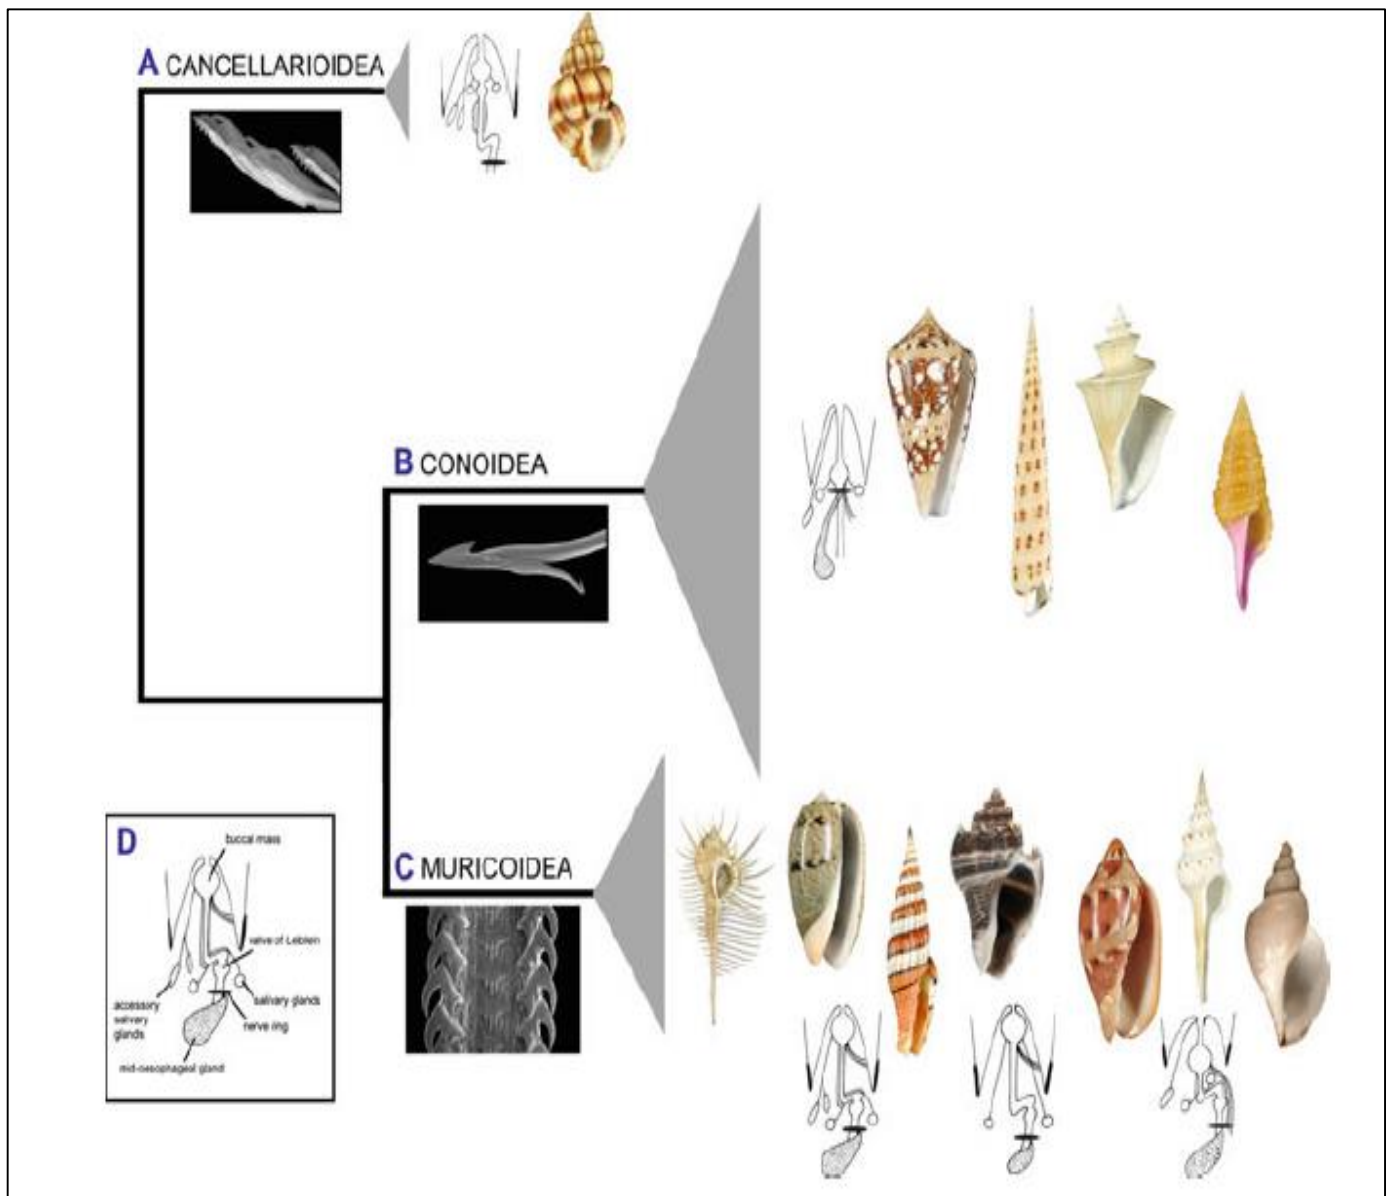 A CANCELLARIOIDEA
B CONOIDEA
C MURICOIDEA
D
buccal mass
valve of Leiblein
accessory
salivary
glands
salivary glands
nerve ring
mid-oesophageal gland